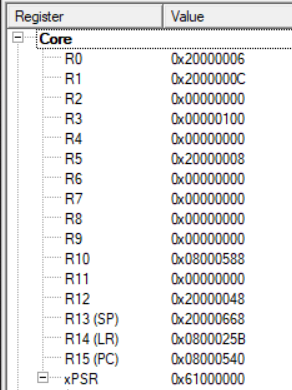 Register Value
Core
R0 0x20000006
R1 0x2000000C
R2 0x00000000
R3 0x00000100
R4 0x00000000
R5 0x20000008
R6 0x00000000
R7 0x00000000
R8 0x00000000
R9 0x00000000
R10 0x08000588
R11 0x00000000
R12 0x20000048
R13 (SP) 0x20000668
R14 (LR) 0x0800025B
R15 (PC) 0x08000540
xPSR 0x61000000